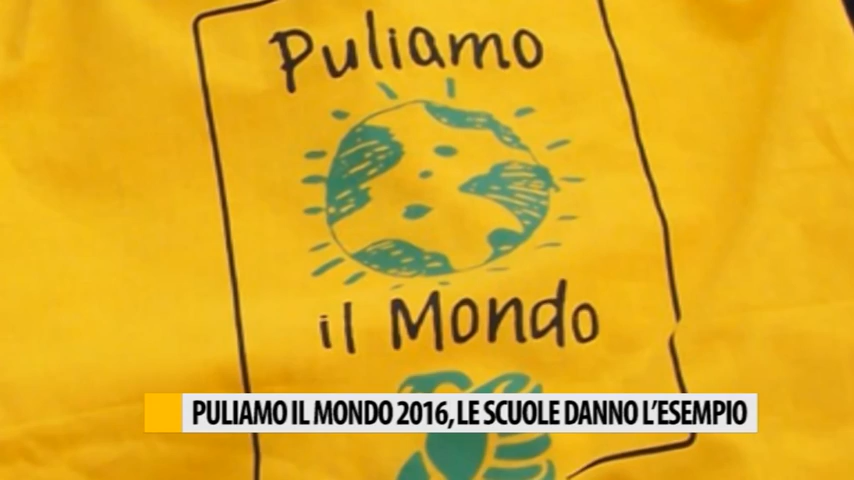 Puliamo
il Mondo
PULIAMO IL MONDO 2016, LE SCUOLE DANNO L'ESEMPIO